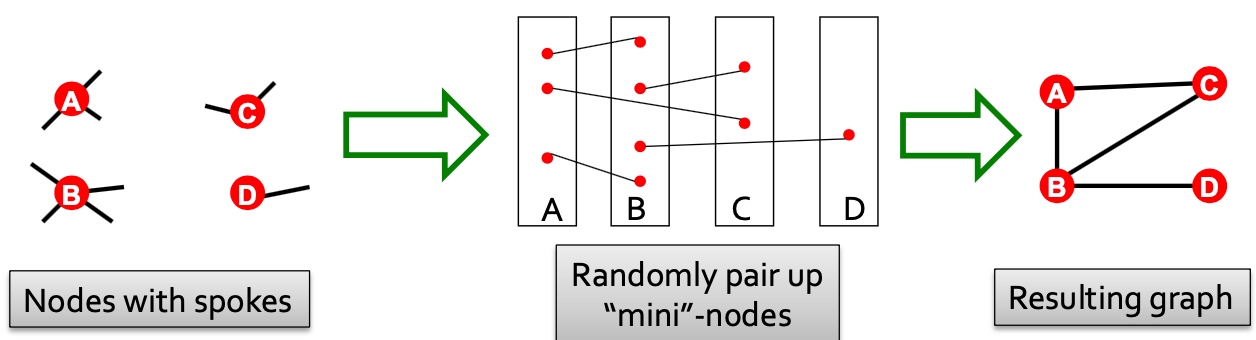 A
C
B
D
Nodes with spokes
A
B
C
D
Randomly pair up
“mini”-nodes
A
C
B
D
Resulting graph